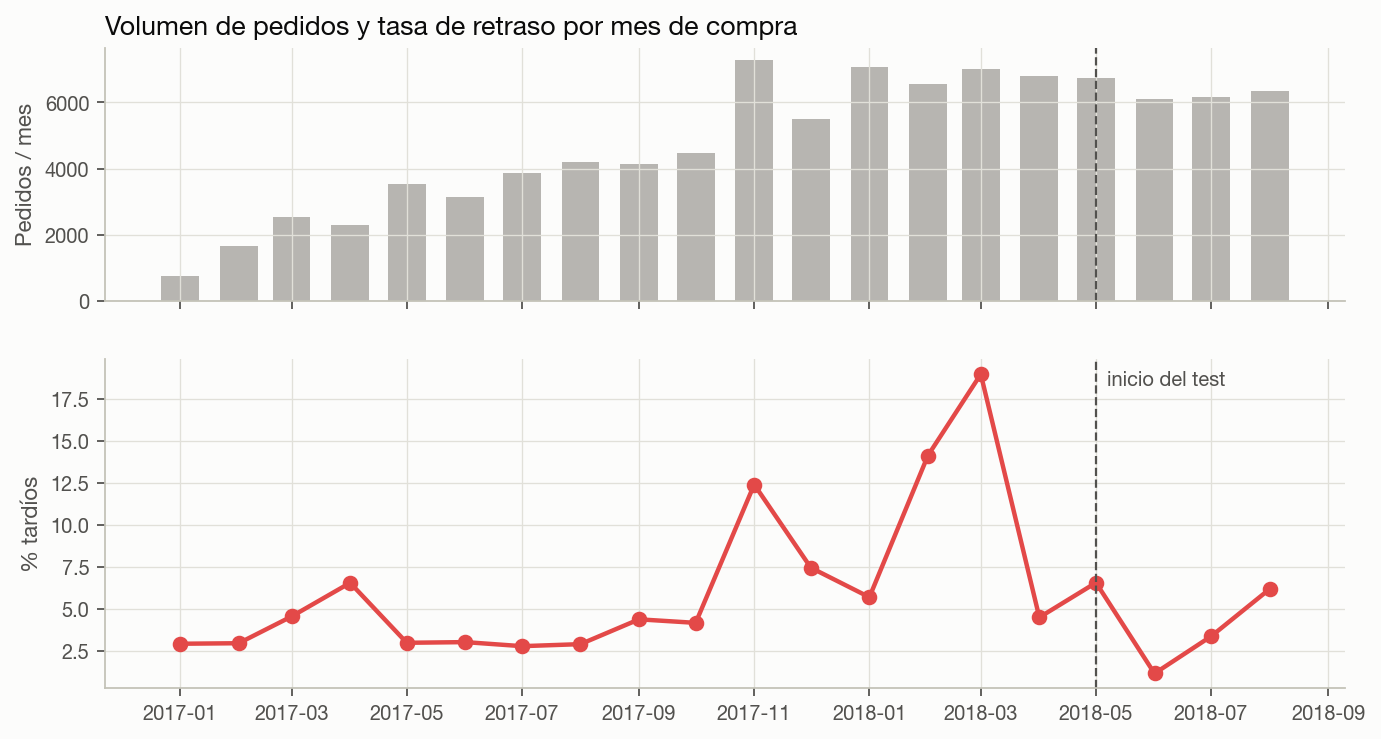 Volumen de pedidos y tasa de retraso por mes de compra
Pedidos / mes
6000
4000
2000
0
% tardíos
inicio del test
17.5
15.0
12.5
10.0
7.5
5.0
2.5
2017-01 2017-03 2017-05 2017-07 2017-09 2017-11 2018-01 2018-03 2018-05 2018-07 2018-09